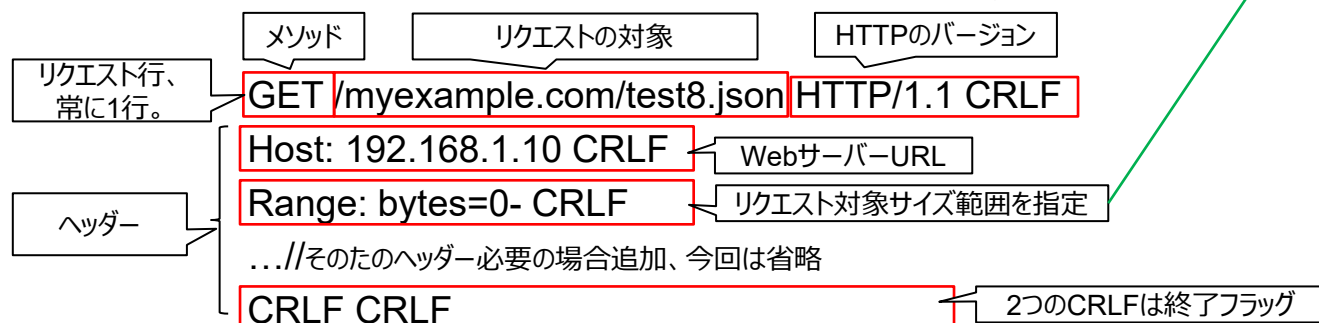 メソッド
リクエストの対象
HTTPのバージョン
リクエスト行、
常に1行。
GET /myexample.com/test8.json HTTP/1.1 CRLF
Host: 192.168.1.10 CRLF
WebサーバーURL
Range: bytes=0- CRLF
リクエスト対象サイズ範囲を指定
ヘッダー
…//そのたのヘッダー必要の場合追加、今回は省略
CRLF CRLF
2つのCRLFは終了フラッグ